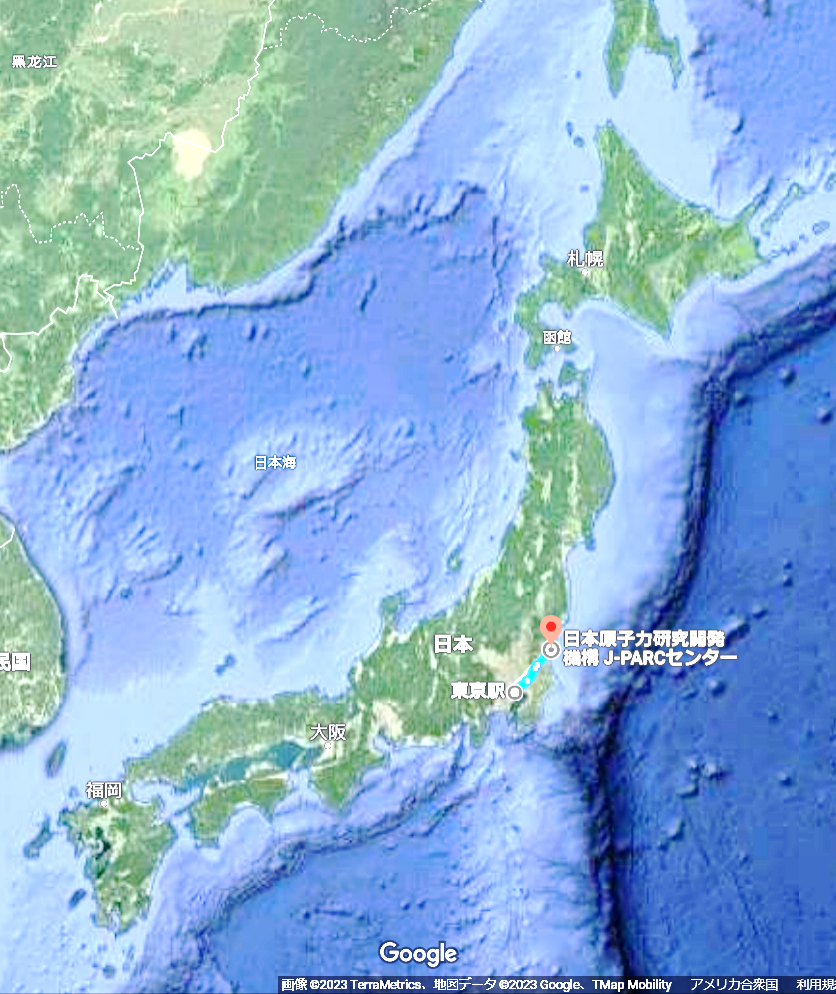 黑龙江
札幌
函館
日本海
日本原子力研究開発
機構 J-PARCセンター
民国
日本
東京駅
大阪
福岡
Google
画像 ©2023 TerraMetrics、地図データ ©2023 Google、TMap Mobility アメリカ合衆国 利用規